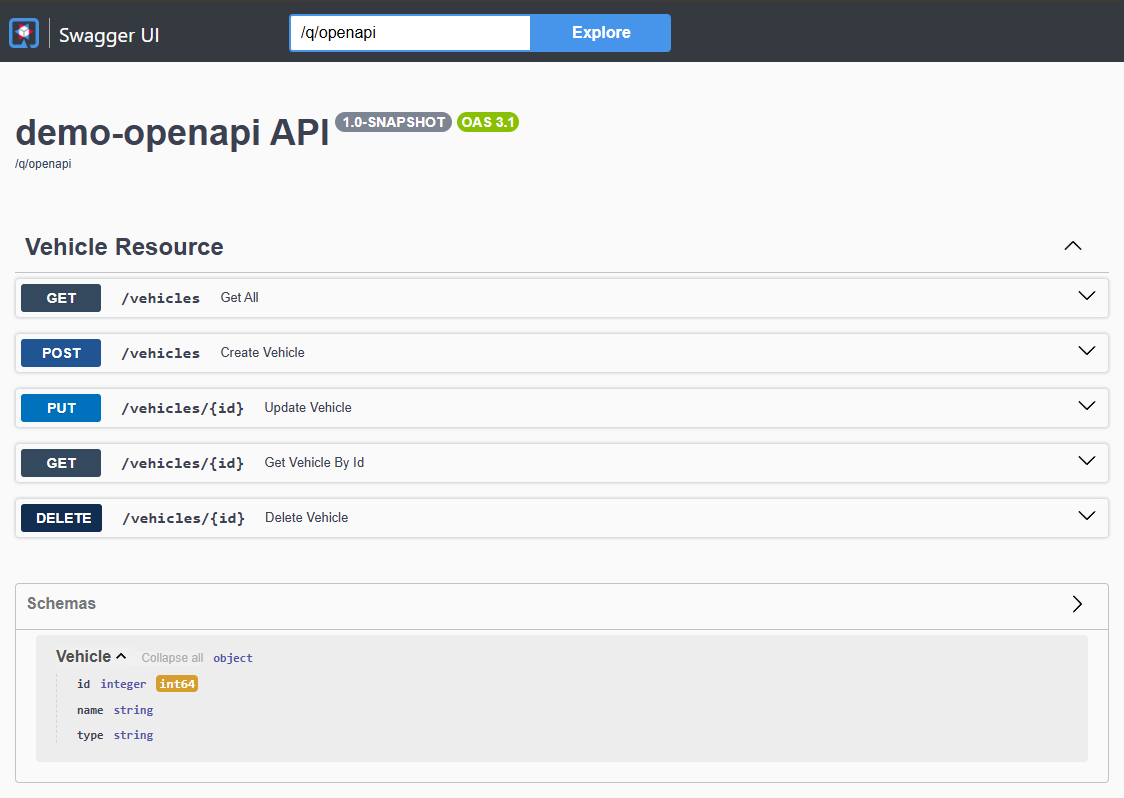 Swagger UI /q/openapi Explore
demo-openapi API 1.0-SNAPSHOT OAS 3.1
/q/openapi
Vehicle Resource
GET /vehicles Get All
POST /vehicles Create Vehicle
PUT /vehicles/{id} Update Vehicle
GET /vehicles/{id} Get Vehicle By Id
DELETE /vehicles/{id} Delete Vehicle
Schemas
Vehicle Collapse all object
id integer int64
name string
type string